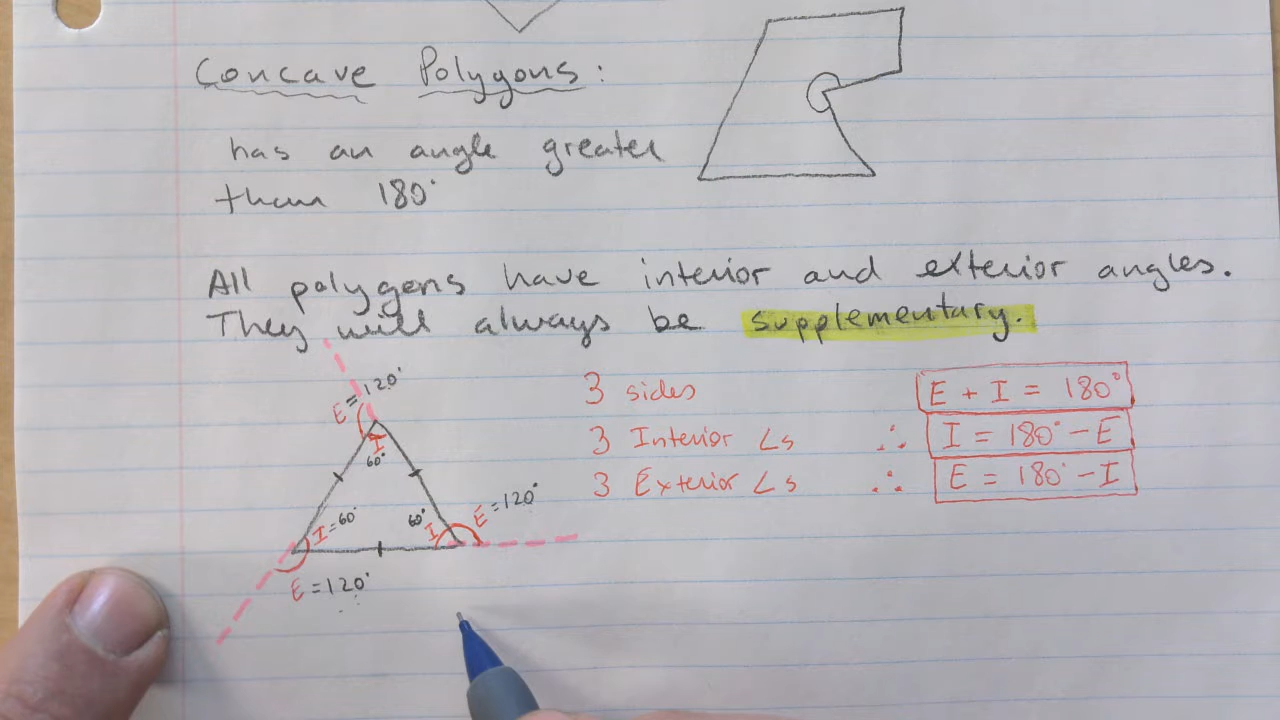 Concave Polygons:
has an angle greater
than 180°
All polygons have interior and exterior angles.
They will always be supplementary.
E=120°
I
60°
I=60°
60°
I
E=120°
E=120°
3 sides
3 Interior ∠s
3 Exterior ∠s
E + I = 180°
∴ I = 180° - E
∴ E = 180° - I